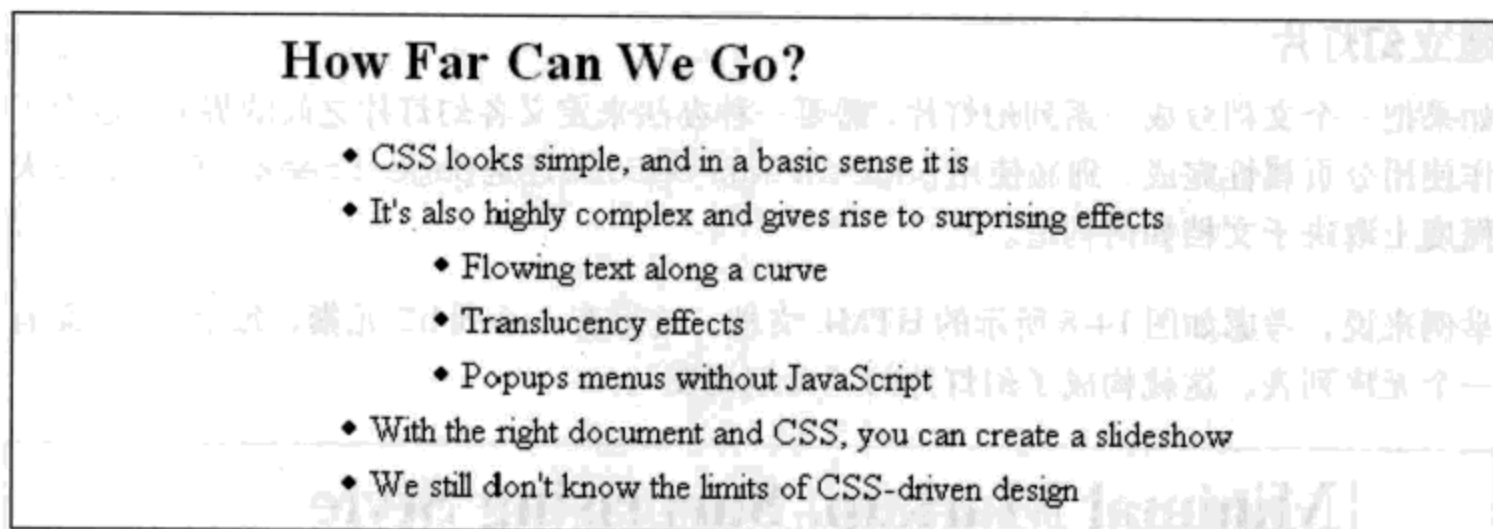 How Far Can We Go?
◆ CSS looks simple, and in a basic sense it is
◆ It's also highly complex and gives rise to surprising effects
◆ Flowing text along a curve
◆ Translucency effects
◆ Popups menus without JavaScript
◆ With the right document and CSS, you can create a slideshow
◆ We still don't know the limits of CSS-driven design